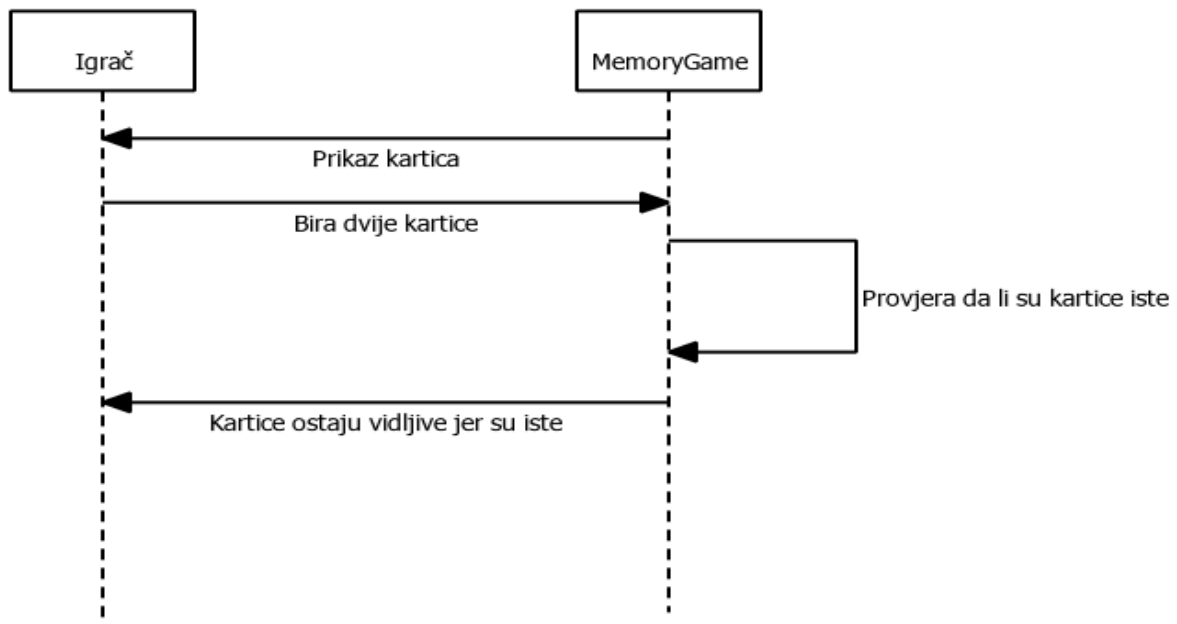 Igrač
MemoryGame
Prikaz kartica
Bira dvije kartice
Provjera da li su kartice iste
Kartice ostaju vidljive jer su iste